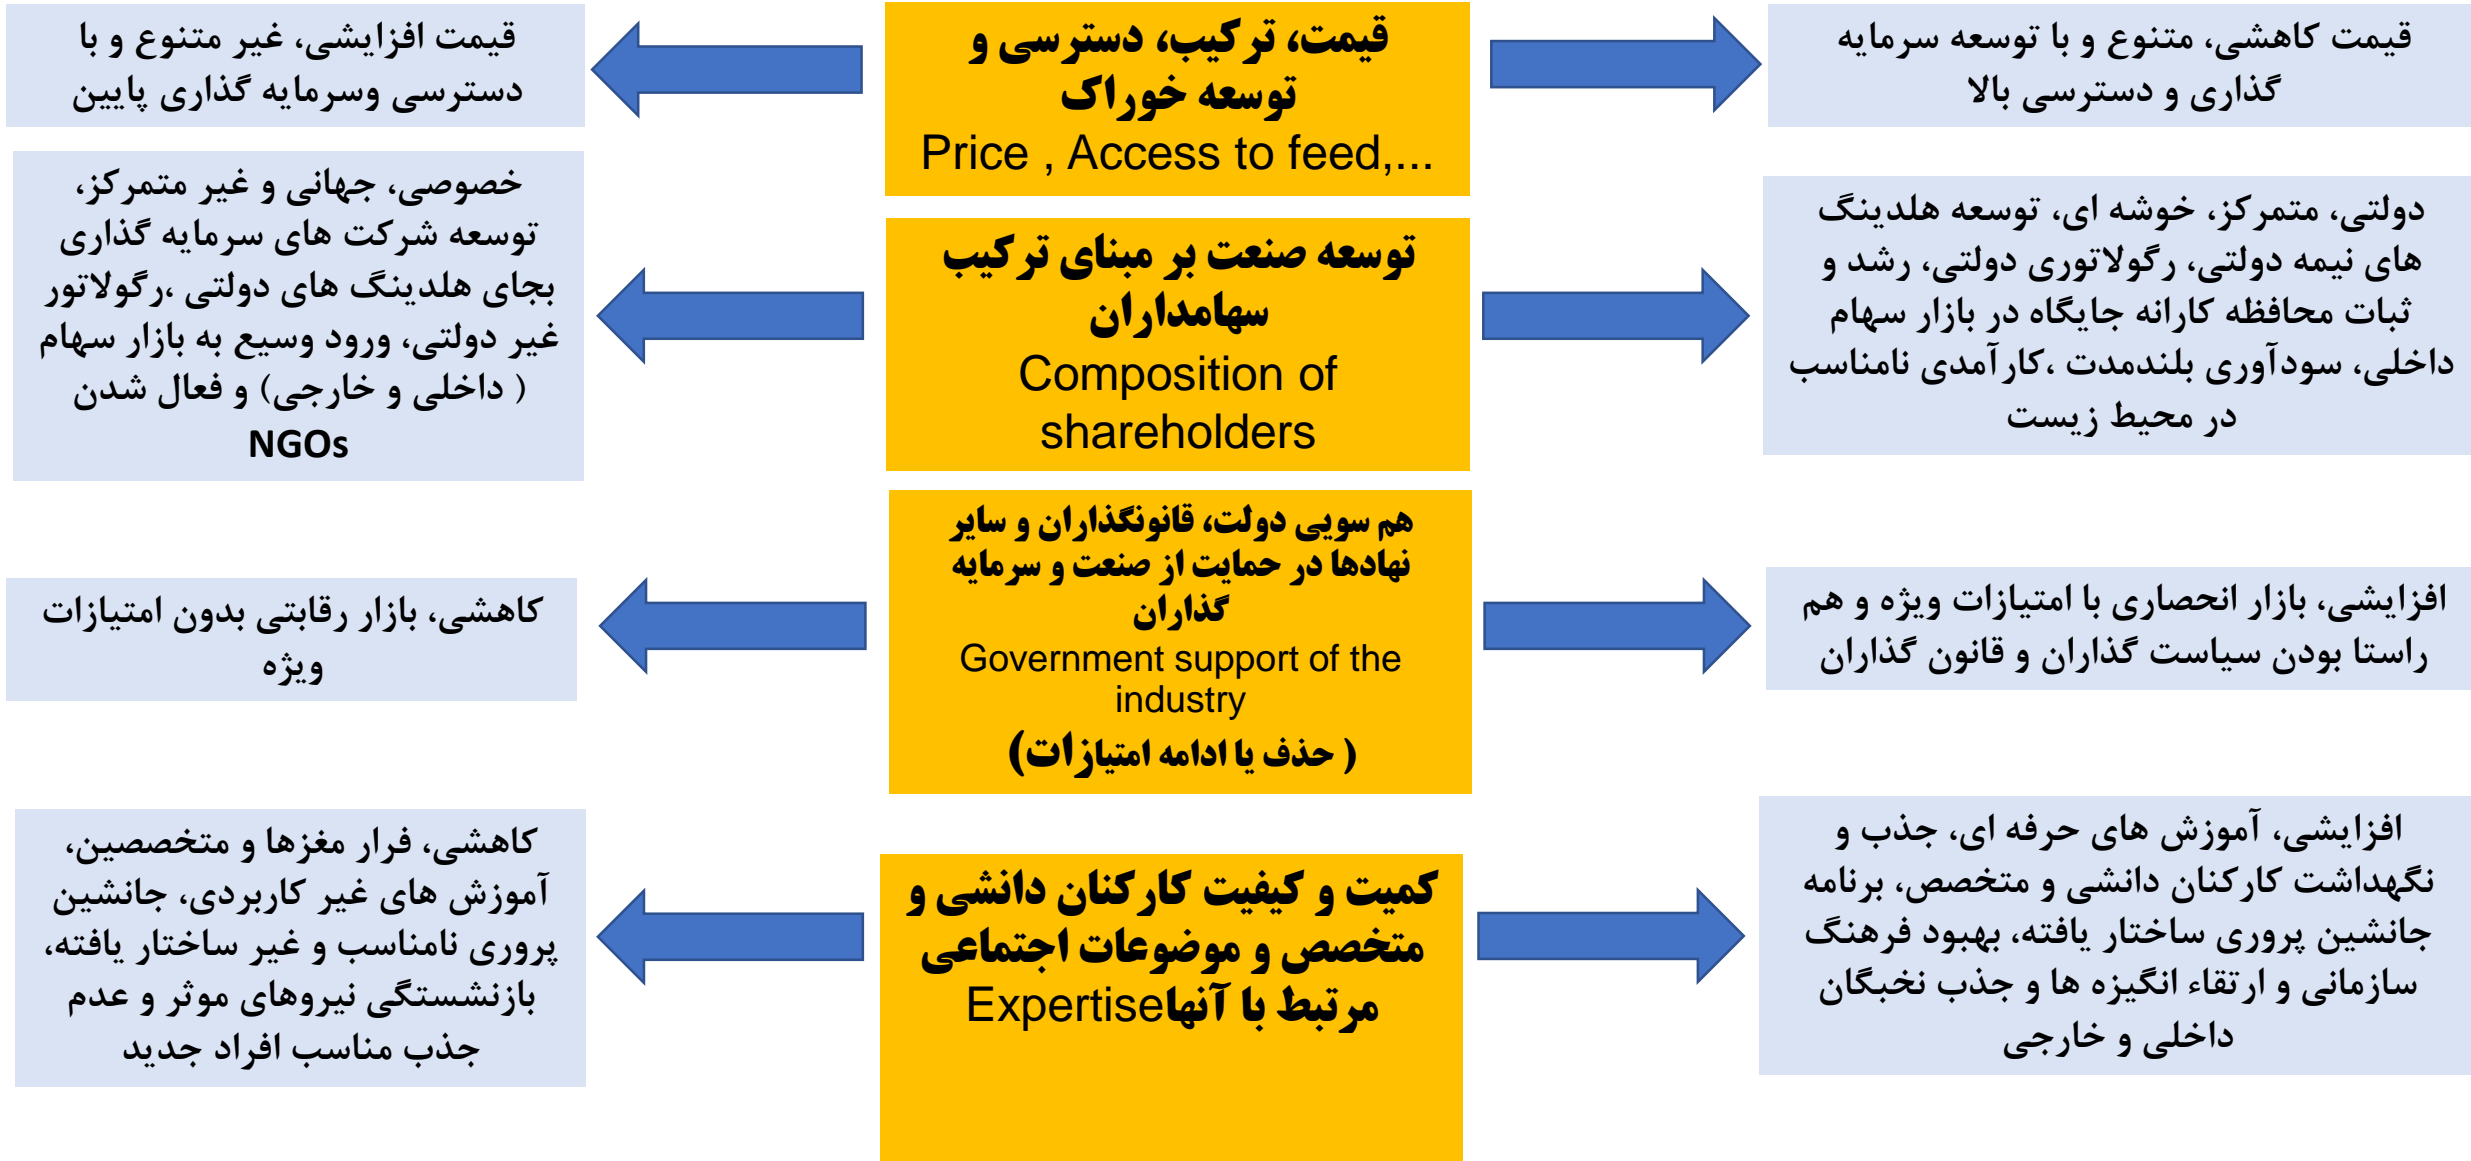 قیمت کاهشی، متنوع و با توسعه سرمایه
گذاری و دسترسی بالا
قیمت، ترکیب، دسترسی و
توسعه خوراک
Price , Access to feed,...
قیمت افزایشی، غیر متنوع و با
دسترسی وسرمایه گذاری پایین
دولتی، متمرکز، خوشه ای، توسعه هلدینگ
های نیمه دولتی، رگولاتوری دولتی، رشد و
ثبات محافظه کارانه جایگاه در بازار سهام
داخلی، سودآوری بلندمدت ،کارآمدی نامناسب
در محیط زیست
توسعه صنعت بر مبنای ترکیب
سهامداران
Composition of
shareholders
خصوصی، جهانی و غیر متمرکز،
توسعه شرکت های سرمایه گذاری
بجای هلدینگ های دولتی ،رگولاتور
غیر دولتی، ورود وسیع به بازار سهام
( داخلی و خارجی) و فعال شدن
NGOs
افزایشی، بازار انحصاری با امتیازات ویژه و هم
راستا بودن سیاست گذاران و قانون گذاران
هم سویی دولت، قانونگذاران و سایر
نهادها در حمایت از صنعت و سرمایه
گذاران
Government support of the
industry
( حذف یا ادامه امتیازات)
کاهشی، بازار رقابتی بدون امتیازات
ویژه
افزایشی، آموزش های حرفه ای، جذب و
نگهداشت کارکنان دانشی و متخصص، برنامه
جانشین پروری ساختار یافته، بهبود فرهنگ
سازمانی و ارتقاء انگیزه ها و جذب نخبگان
داخلی و خارجی
کمیت و کیفیت کارکنان دانشی و
متخصص و موضوعات اجتماعی
مرتبط با آنهاExpertise
کاهشی، فرار مغزها و متخصصین،
آموزش های غیر کاربردی، جانشین
پروری نامناسب و غیر ساختار یافته،
بازنشستگی نیروهای موثر و عدم
جذب مناسب افراد جدید